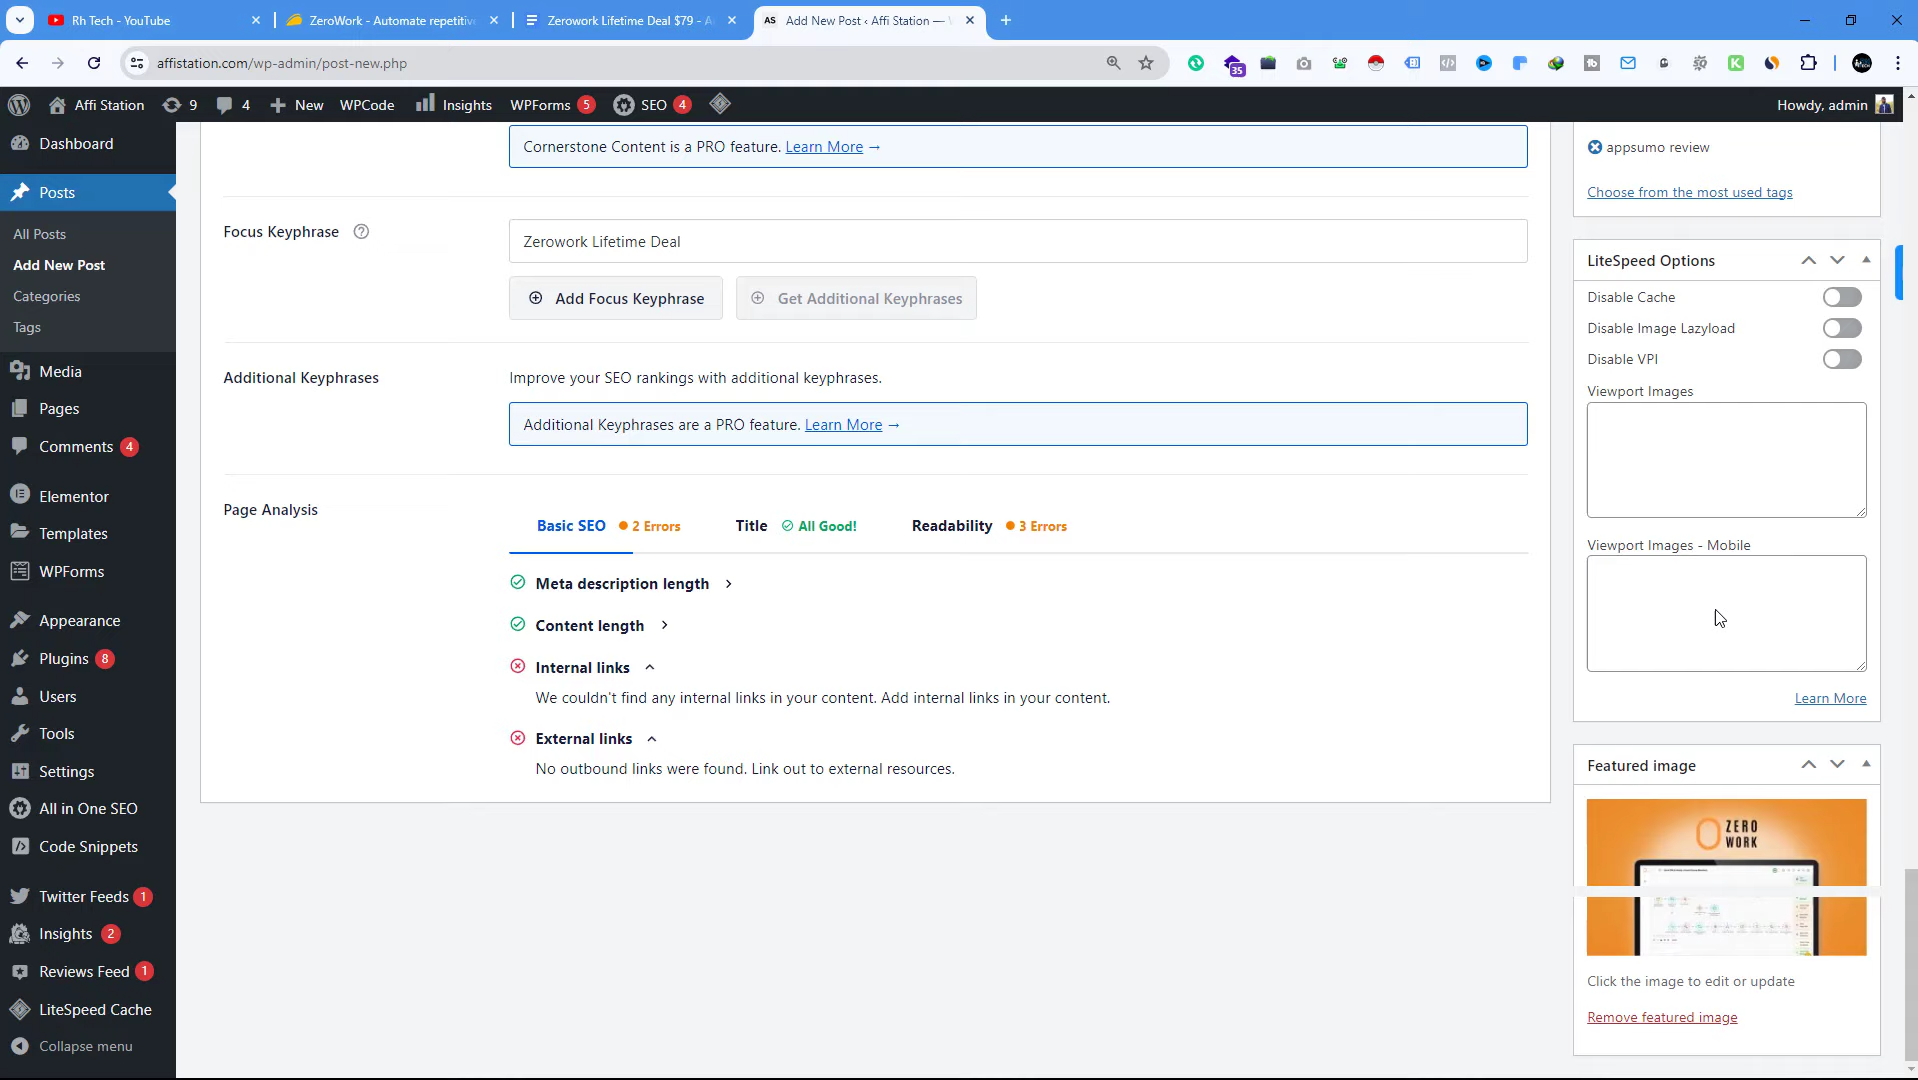 Rh Tech - YouTube
ZeroWork - Automate repetitiv
Zerowork Lifetime Deal $79 - A
AS Add New Post ‹ Affi Station —
affistation.com/wp-admin/post-new.php
35
Affi Station 9 4 New WPCode Insights WPForms 5 SEO 4
Howdy, admin
Dashboard
Posts
All Posts
Add New Post
Categories
Tags
Media
Pages
Comments 4
Elementor
Templates
WPForms
Appearance
Plugins 8
Users
Tools
Settings
All in One SEO
Code Snippets
Twitter Feeds 1
Insights 2
Reviews Feed 1
LiteSpeed Cache
Collapse menu
Cornerstone Content is a PRO feature. Learn More →
Focus Keyphrase
Zerowork Lifetime Deal
Add Focus Keyphrase
Get Additional Keyphrases
Additional Keyphrases
Improve your SEO rankings with additional keyphrases.
Additional Keyphrases are a PRO feature. Learn More →
Page Analysis
Basic SEO 2 Errors
Title All Good!
Readability 3 Errors
Meta description length
Content length
Internal links
We couldn't find any internal links in your content. Add internal links in your content.
External links
No outbound links were found. Link out to external resources.
appsumo review
Choose from the most used tags
LiteSpeed Options
Disable Cache
Disable Image Lazyload
Disable VPI
Viewport Images
Viewport Images - Mobile
Learn More
Featured image
ZERO
WORK
Click the image to edit or update
Remove featured image